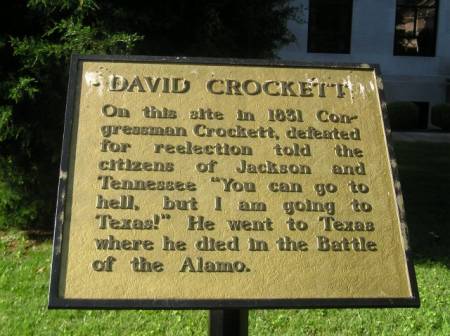 DAVID CROCKETT
On this site in 1831 Con-
gressman Crockett, defeated
for reelection told the
citizens of Jackson and
Tennessee "You can go to
hell, but I am going to
Texas!" He went to Texas
where he died in the Battle
of the Alamo.